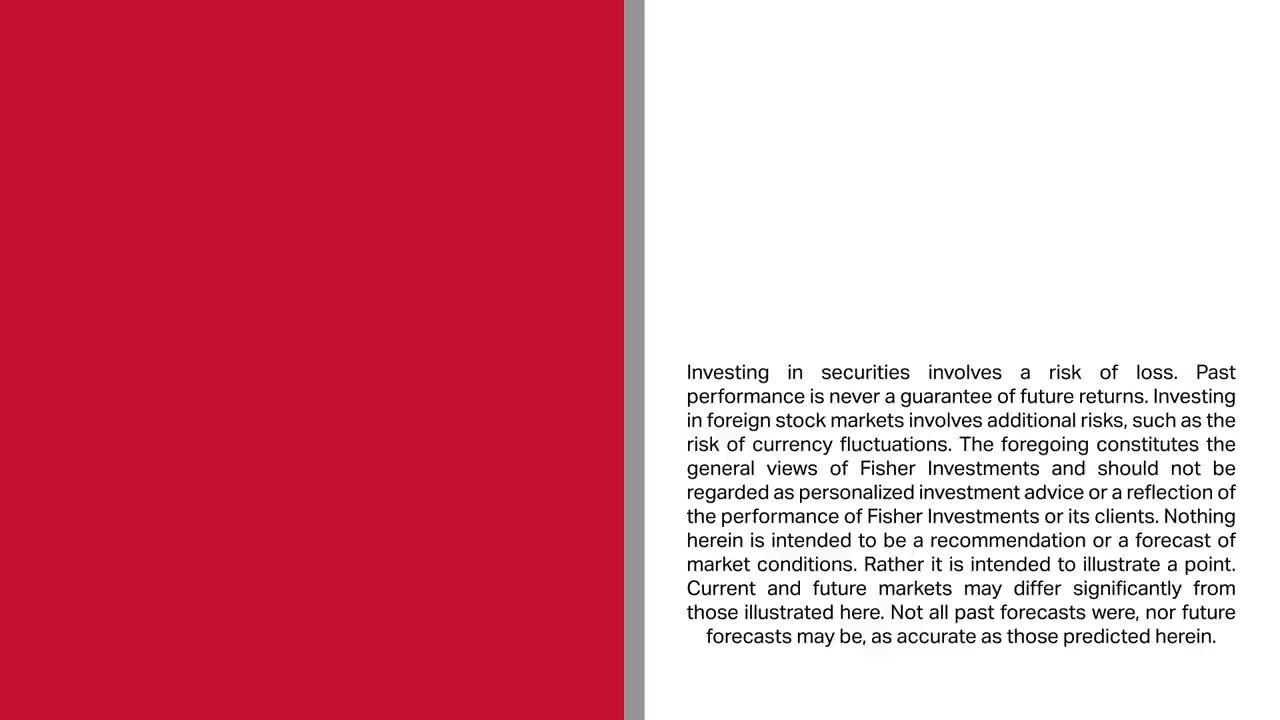 Investing in securities involves a risk of loss. Past
performance is never a guarantee of future returns. Investing
in foreign stock markets involves additional risks, such as the
risk of currency fluctuations. The foregoing constitutes the
general views of Fisher Investments and should not be
regarded as personalized investment advice or a reflection of
the performance of Fisher Investments or its clients. Nothing
herein is intended to be a recommendation or a forecast of
market conditions. Rather it is intended to illustrate a point.
Current and future markets may differ significantly from
those illustrated here. Not all past forecasts were, nor future
forecasts may be, as accurate as those predicted herein.